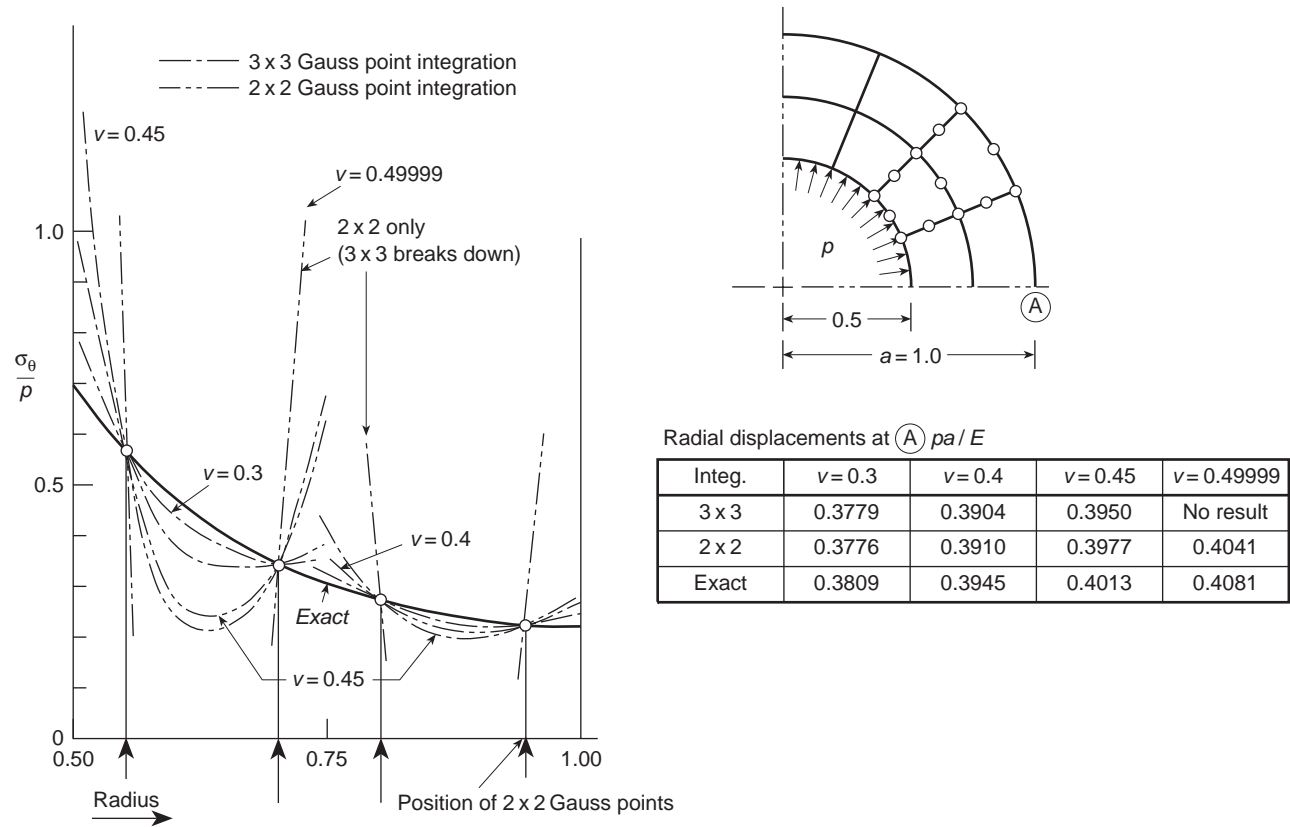 3 x 3 Gauss point integration
2 x 2 Gauss point integration
ν = 0.45
ν = 0.49999
2 x 2 only
(3 x 3 breaks down)
1.0
σθ
p
ν = 0.3
0.5
ν = 0.4
Exact
ν = 0.45
0
0.50
0.75
1.00
Radius
Position of 2 x 2 Gauss points
p
A
0.5
a = 1.0
Radial displacements at A pa / E
Integ. ν = 0.3 ν = 0.4 ν = 0.45 ν = 0.49999
3 x 3 0.3779 0.3904 0.3950 No result
2 x 2 0.3776 0.3910 0.3977 0.4041
Exact 0.3809 0.3945 0.4013 0.4081